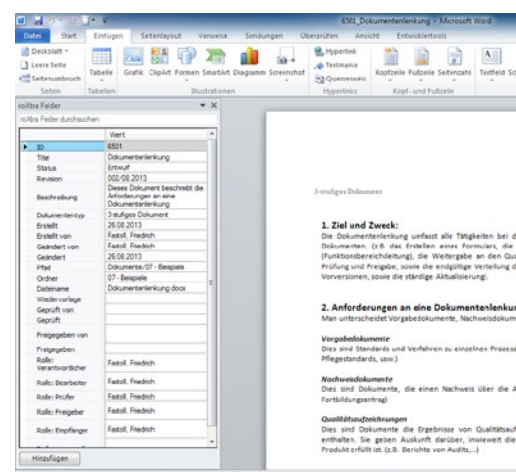 6501_Dokumentenlenkung - Microsoft Word
Datei Start Einfügen Seitenlayout Verweise Sendungen Überprüfen Ansicht Entwicklertools
Deckblatt
Leere Seite
Seitenumbruch
Seiten
Tabelle
Tabellen
Grafik ClipArt Formen SmartArt Diagramm Screenshot
Illustrationen
Hyperlink
Textmarke
Querverweis
Hyperlinks
Kopfzeile Fußzeile Seitenzahl
Kopf- und Fußzeile
Textfeld
roXtra Felder
roXtra Felder durchsuchen
Wert
ID 6501
Titel Dokumentenlenkung
Status Entwurf
Revision 002/08.2013
Beschreibung Dieses Dokument beschreibt die
Anforderungen an eine
Dokumentenlenkung
Dokumententyp 3-stufiges Dokument
Erstellt 26.08.2013
Erstellt von Fastoll, Friedrich
Geändert von Fastoll, Friedrich
Geändert 26.08.2013
Pfad Dokumente/07 - Beispiele
Ordner 07 - Beispiele
Dateiname Dokumentenlenkung.docx
Wiedervorlage
Geprüft von
Geprüft
Freigegeben von
Freigegeben
Rolle:
Verantwortlicher Fastoll, Friedrich
Rolle: Bearbeiter Fastoll, Friedrich
Rolle: Prüfer Fastoll, Friedrich
Rolle: Freigeber Fastoll, Friedrich
Rolle: Empfänger Fastoll, Friedrich
Hinzufügen
3-stufiges Dokument
1. Ziel und Zweck:
Die Dokumentenlenkung umfasst alle Tätigkeiten bei d
Dokumenten. (z.B. das Erstellen eines Formulars, die
(Funktionsbereichleitung), die Weitergabe an den Qu
Prüfung und Freigabe, sowie die endgültige Verteilung d
Vorversionen, sowie die ständige Aktualisierung).
2. Anforderungen an eine Dokumentenlenku
Man unterscheidet Vorgabedokumente, Nachweisdokum
Vorgabedokumente
Dies sind Standards und Verfahren zu einzelnen Prozess
Pflegestandards, usw.)
Nachweisdokumente
Dies sind Dokumente, die einen Nachweis über die A
Fortbildungsantrag)
Qualitätsaufzeichnungen
Dies sind Dokumente die Ergebnisse von Qualitätsauf
enthalten. Sie geben Auskunft darüber, inwieweit die
Produkt erfüllt ist. (z.B. Berichte von Audits,...)